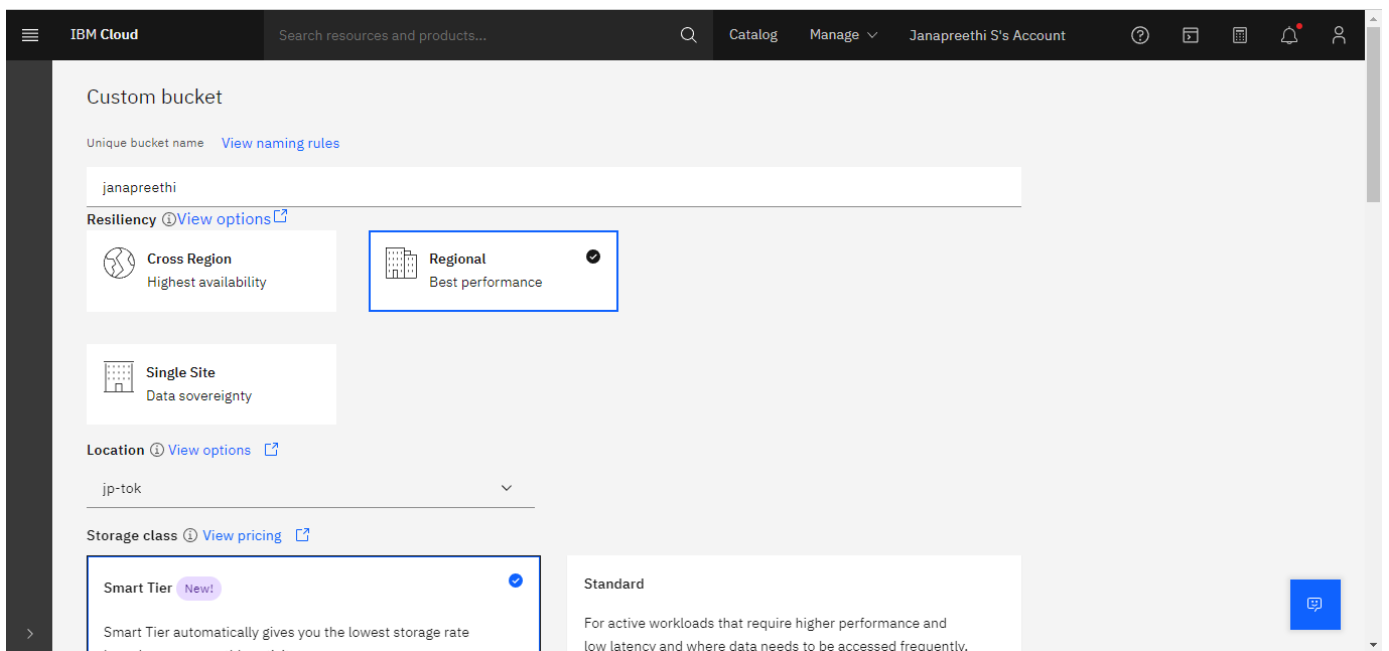 IBM Cloud
Search resources and products...
Catalog
Manage
Janapreethi S's Account
Custom bucket
Unique bucket name View naming rules
janapreethi
Resiliency View options
Cross Region
Highest availability
Regional
Best performance
Single Site
Data sovereignty
Location View options
jp-tok
Storage class View pricing
Smart Tier New!
Smart Tier automatically gives you the lowest storage rate
Standard
For active workloads that require higher performance and
low latency and where data needs to be accessed frequently.